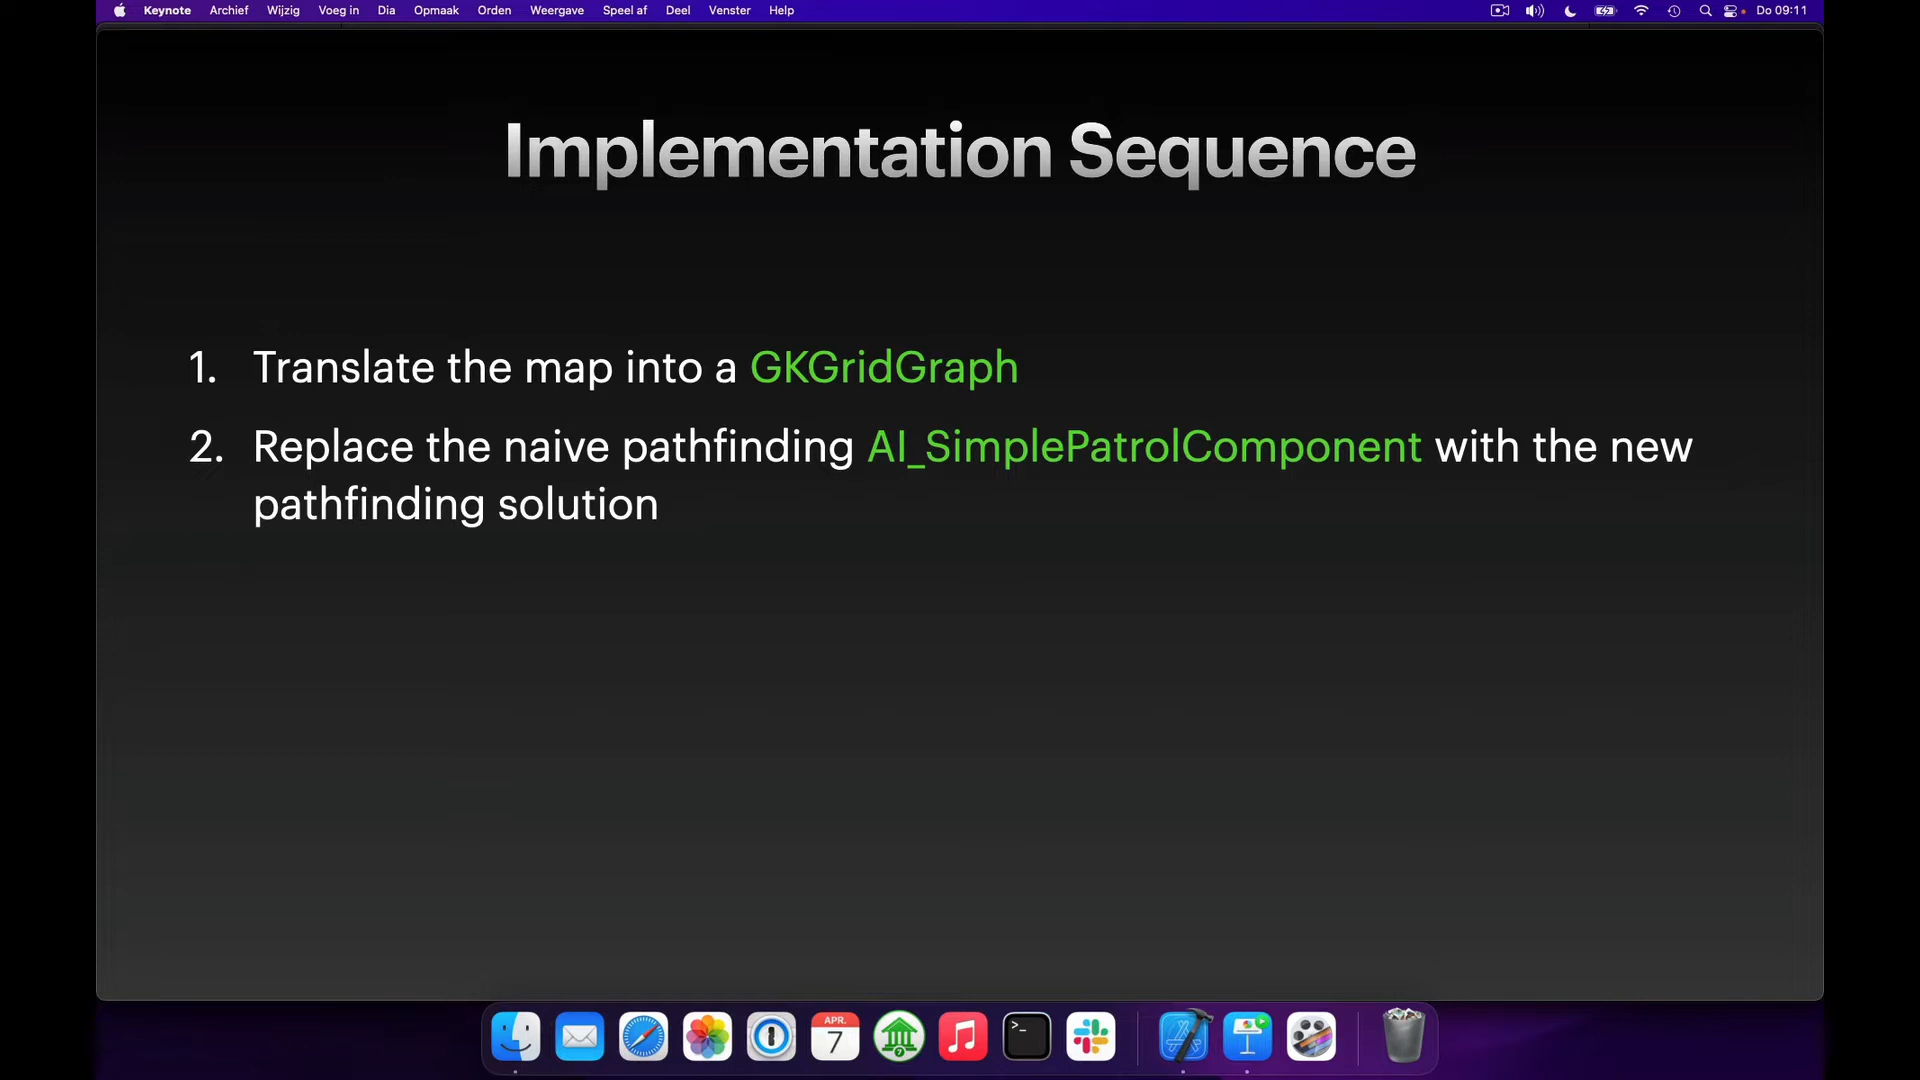 Keynote Archief Wijzig Voeg in Dia Opmaak Orden Weergave Speel af Deel Venster Help Do 09:11
Implementation Sequence
1. Translate the map into a GKGridGraph
2. Replace the naive pathfinding AI_SimplePatrolComponent with the new
pathfinding solution
APR.
7
7
>_